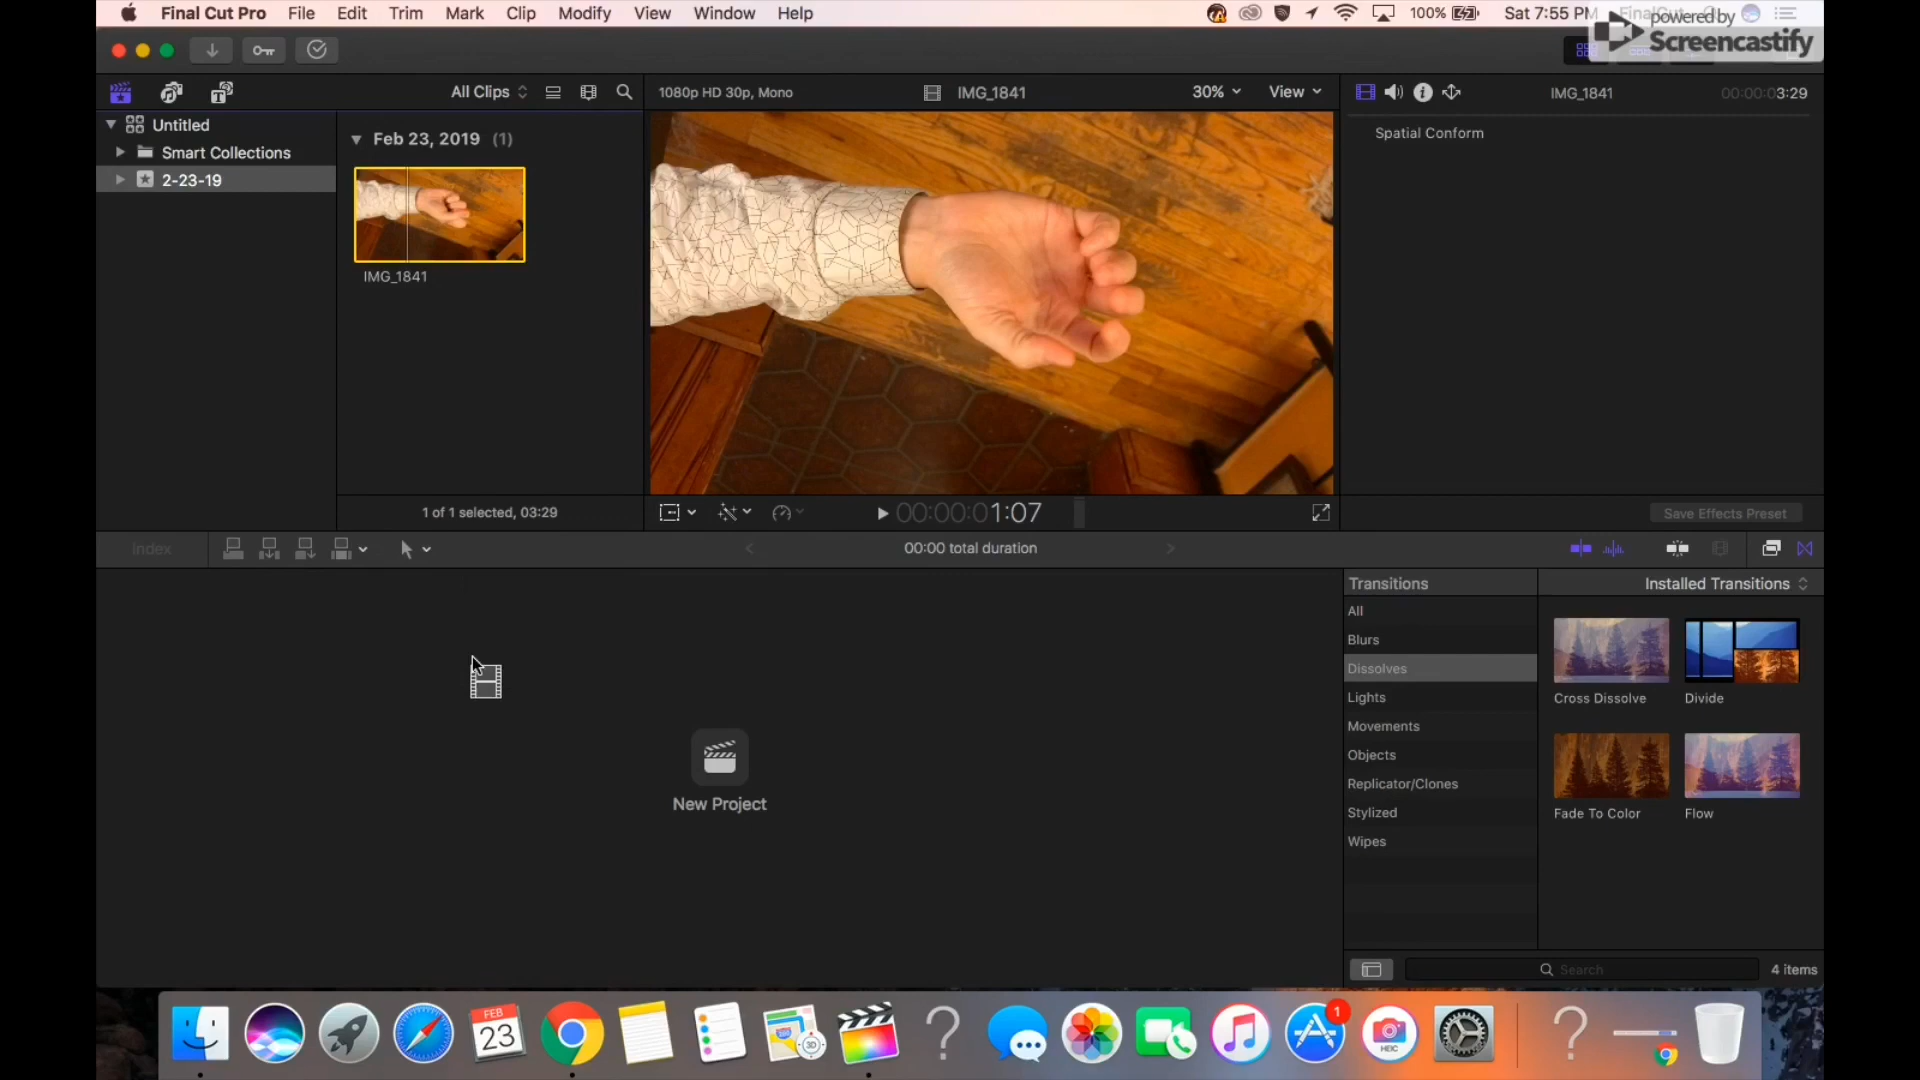 Final Cut Pro File Edit Trim Mark Clip Modify View Window Help 100% Sat 7:55 PM
powered by
Screencastify
All Clips
1080p HD 30p, Mono IMG_1841 30% View
IMG_1841 00:00:03:29
Untitled
Smart Collections
2-23-19
Feb 23, 2019 (1)
IMG_1841
Spatial Conform
1 of 1 selected, 03:29
00:00:01:07
Save Effects Preset
Index
00:00 total duration
Transitions
Installed Transitions
All
Blurs
Dissolves
Lights
Movements
Objects
Replicator/Clones
Stylized
Wipes
Cross Dissolve
Divide
Fade To Color
Flow
New Project
Search
4 items
FEB
23
3D
1
HEIC